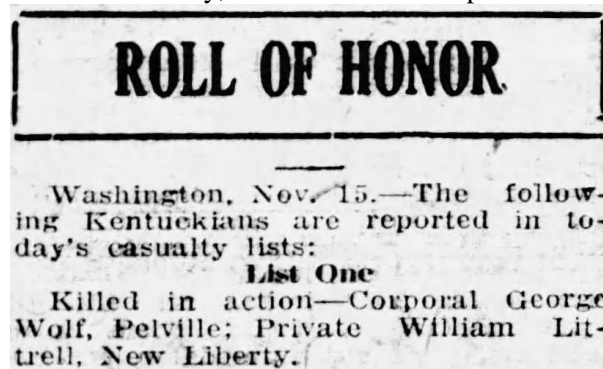 ROLL OF HONOR.
Washington, Nov. 15.—The follow-
ing Kentuckians are reported in to-
day's casualty lists:
List One
Killed in action—Corporal George
Wolf, Pelville; Private William Lit-
trell, New Liberty.